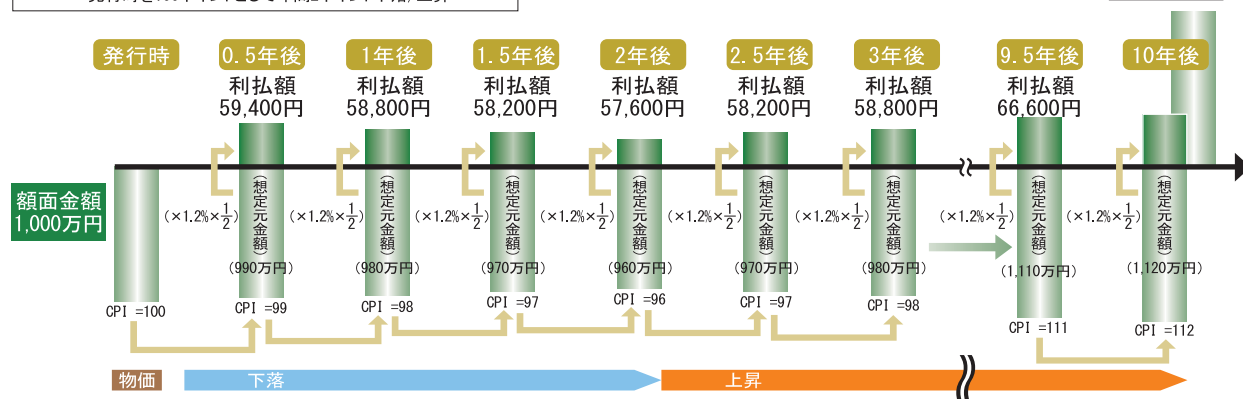 発行時
0.5年後
1年後
1.5年後
2年後
2.5年後
3年後
9.5年後
10年後
利払額
59,400円
利払額
58,800円
利払額
58,200円
利払額
57,600円
利払額
58,200円
利払額
58,800円
利払額
66,600円
額面金額
1,000万円
(×1.2%×1/2)
(×1.2%×1/2)
(×1.2%×1/2)
(×1.2%×1/2)
(×1.2%×1/2)
(×1.2%×1/2)
(×1.2%×1/2)
(×1.2%×1/2)
(想定元金額)
(990万円)
(想定元金額)
(980万円)
(想定元金額)
(970万円)
(想定元金額)
(960万円)
(想定元金額)
(970万円)
(想定元金額)
(980万円)
(想定元金額)
(1,110万円)
(想定元金額)
(1,120万円)
CPI =100
CPI =99
CPI =98
CPI =97
CPI =96
CPI =97
CPI =98
CPI =111
CPI =112
物価
下落
上昇